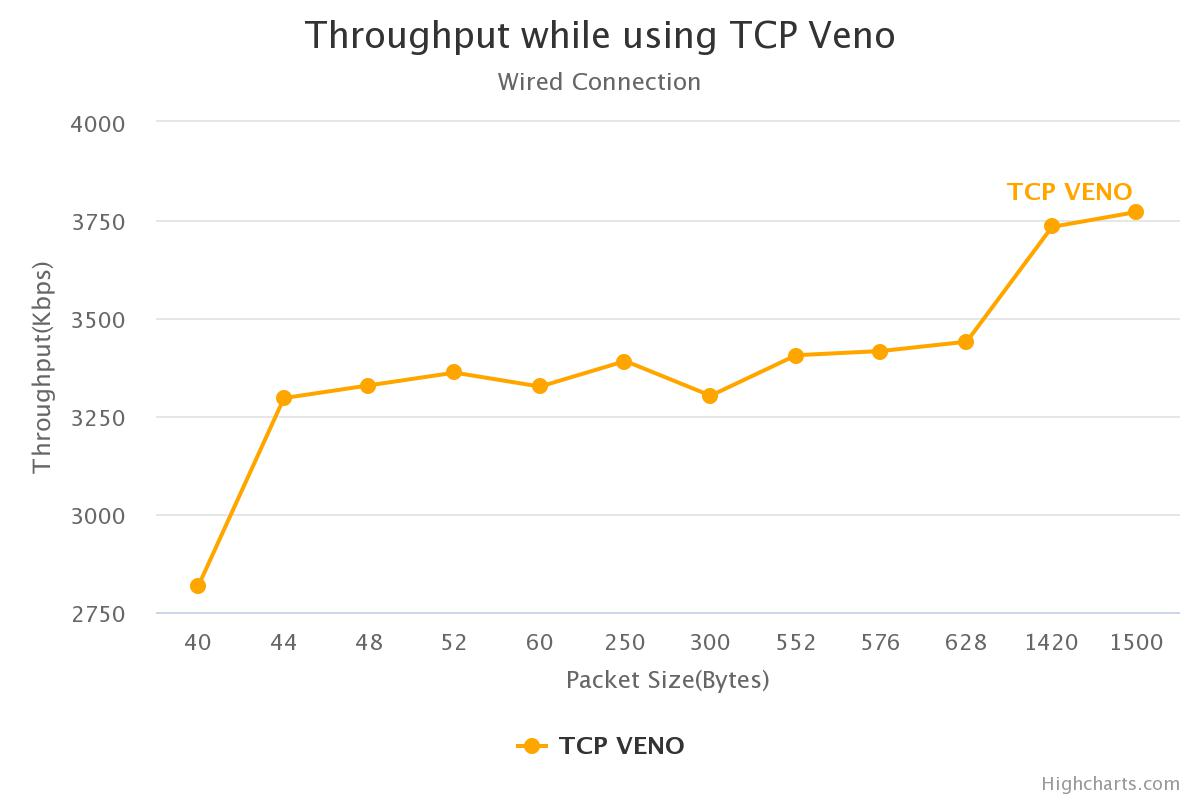 Throughput while using TCP Veno
Wired Connection
4000
3750
3500
3250
3000
2750
Throughput(Kbps)
TCP VENO
40 44 48 52 60 250 300 552 576 628 1420 1500
Packet Size(Bytes)
TCP VENO
Highcharts.com